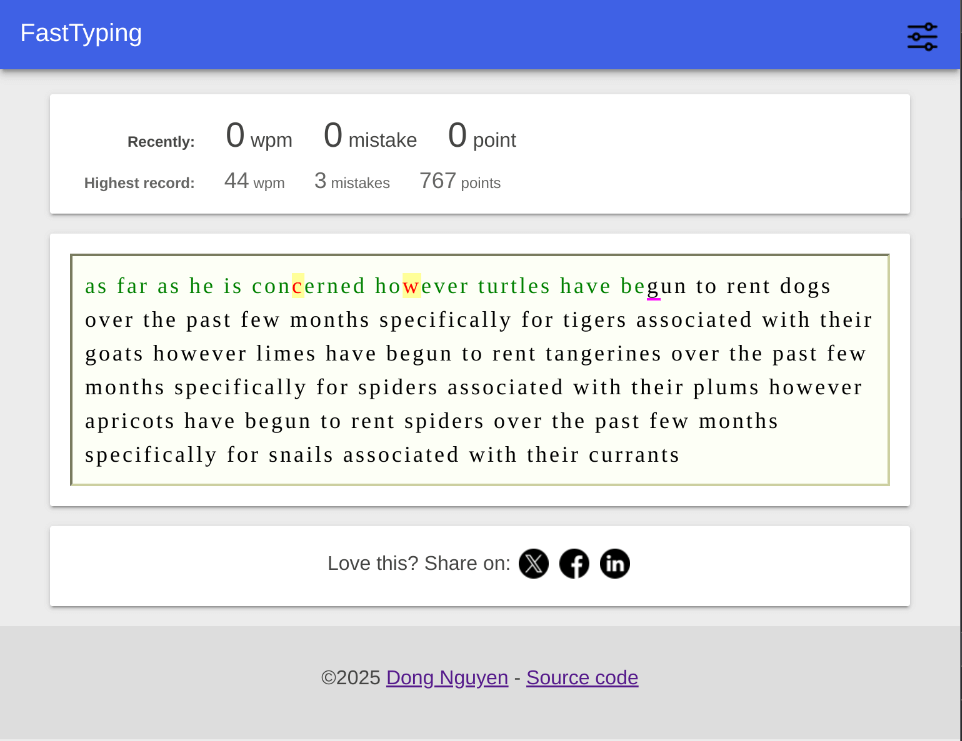 FastTyping
Recently: 0 wpm 0 mistake 0 point
Highest record: 44 wpm 3 mistakes 767 points
as far as he is concerned however turtles have begun to rent dogs
over the past few months specifically for tigers associated with their
goats however limes have begun to rent tangerines over the past few
months specifically for spiders associated with their plums however
apricots have begun to rent spiders over the past few months
specifically for snails associated with their currants
Love this? Share on:
©2025 Dong Nguyen - Source code